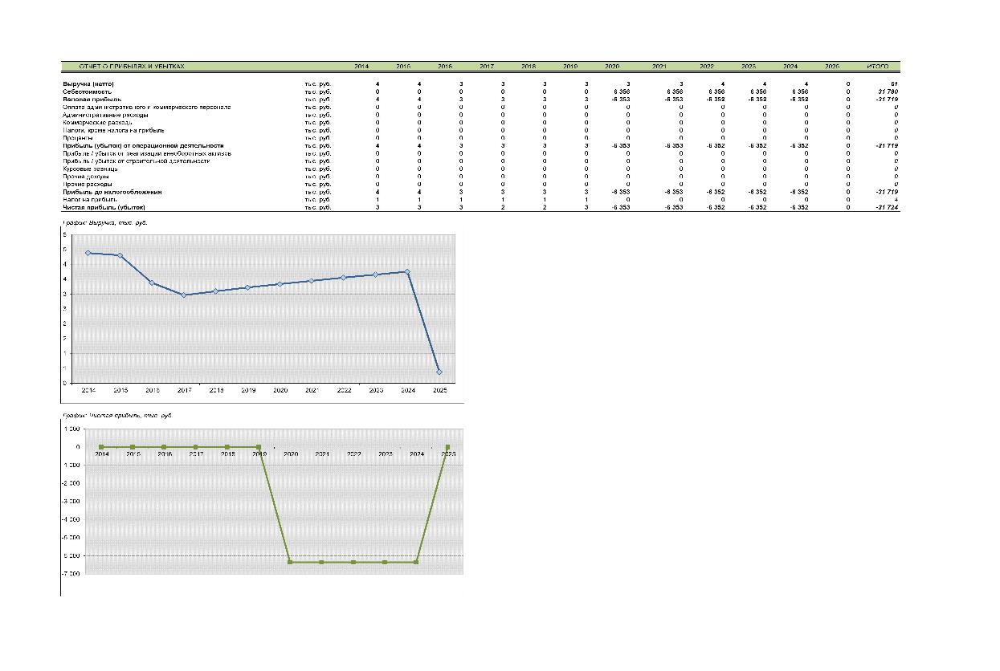 ОТЧЕТ О ПРИБЫЛЯХ И УБЫТКАХ 2014 2015 2016 2017 2018 2019 2020 2021 2022 2023 2024 2025 ИТОГО
Выручка (нетто) тыс. руб. 4 4 3 3 3 3 3 3 4 4 4 0 61
Себестоимость тыс. руб. 0 0 0 0 0 0 6 356 6 356 6 356 6 356 6 356 0 31 780
Валовая прибыль тыс. руб. 4 4 3 3 3 3 -6 353 -6 353 -6 352 -6 352 -6 352 0 -31 719
Оплата административного и коммерческого персонала тыс. руб. 0 0 0 0 0 0 0 0 0 0 0 0 0
Административные расходы тыс. руб. 0 0 0 0 0 0 0 0 0 0 0 0 0
Коммерческие расходы тыс. руб. 0 0 0 0 0 0 0 0 0 0 0 0 0
Налоги, кроме налога на прибыль тыс. руб. 0 0 0 0 0 0 0 0 0 0 0 0 0
Проценты тыс. руб. 0 0 0 0 0 0 0 0 0 0 0 0 0
Прибыль (убыток) от операционной деятельности тыс. руб. 4 4 3 3 3 3 -6 353 -6 353 -6 352 -6 352 -6 352 0 -31 719
Прибыль / убыток от реализации внеоборотных активов тыс. руб. 0 0 0 0 0 0 0 0 0 0 0 0 0
Прибыль / убыток от строительной деятельности тыс. руб. 0 0 0 0 0 0 0 0 0 0 0 0 0
Курсовые разницы тыс. руб. 0 0 0 0 0 0 0 0 0 0 0 0 0
Прочие доходы тыс. руб. 0 0 0 0 0 0 0 0 0 0 0 0 0
Прочие расходы тыс. руб. 0 0 0 0 0 0 0 0 0 0 0 0 0
Прибыль до налогообложения тыс. руб. 4 4 3 3 3 3 -6 353 -6 353 -6 352 -6 352 -6 352 0 -31 719
Налог на прибыль тыс. руб. 1 1 1 1 1 1 0 0 0 0 0 0 4
Чистая прибыль (убыток) тыс. руб. 3 3 3 2 2 3 -6 353 -6 353 -6 352 -6 352 -6 352 0 -31 724
График: Выручка, тыс. руб.
5
5
4
4
3
3
2
2
1
1
0
2014 2015 2016 2017 2018 2019 2020 2021 2022 2023 2024 2025
График: Чистая прибыль, тыс. руб.
1 000
0
2014 2015 2016 2017 2018 2019 2020 2021 2022 2023 2024 2025
-1 000
-2 000
-3 000
-4 000
-5 000
-6 000
-7 000